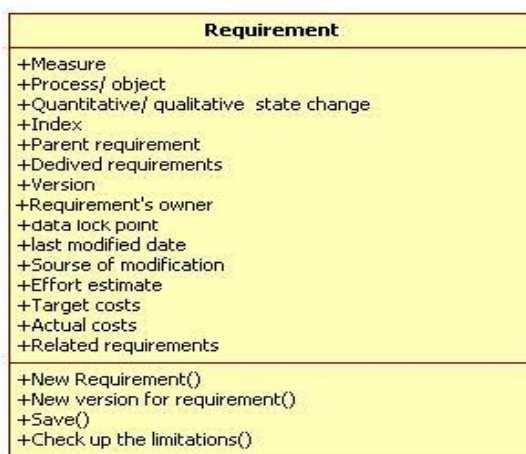 Requirement
+Measure
+Process/ object
+Quantitative/ qualitative state change
+Index
+Parent requirement
+Dedived requirements
+Version
+Requirement's owner
+data lock point
+last modified date
+Sourse of modification
+Effort estimate
+Target costs
+Actual costs
+Related requirements
+New Requirement()
+New version for requirement()
+Save()
+Check up the limitations()